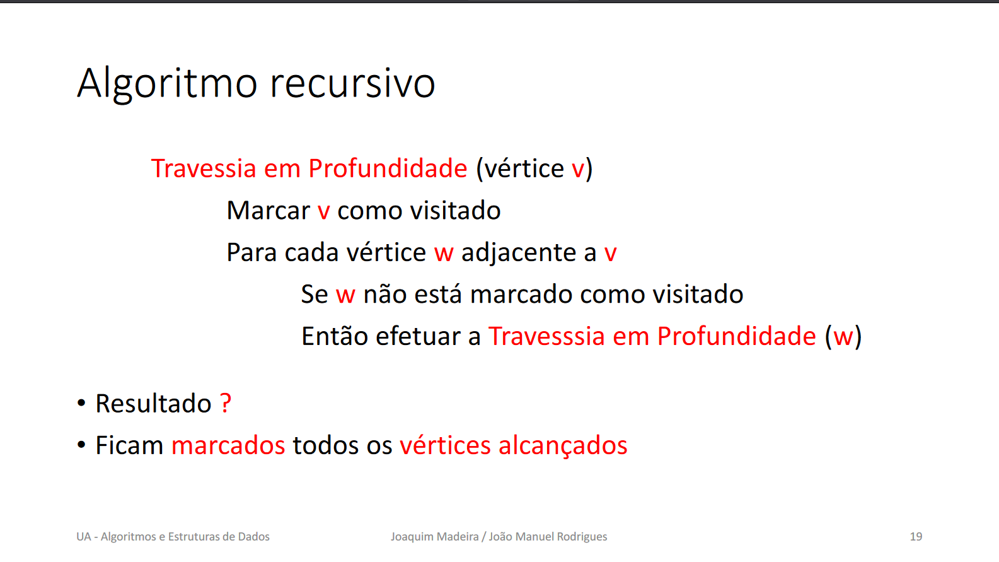 Algoritmo recursivo
Travessia em Profundidade (vértice v)
Marcar v como visitado
Para cada vértice w adjacente a v
Se w não está marcado como visitado
Então efetuar a Travesssia em Profundidade (w)
• Resultado ?
• Ficam marcados todos os vértices alcançados
UA - Algoritmos e Estruturas de Dados
Joaquim Madeira / João Manuel Rodrigues
19